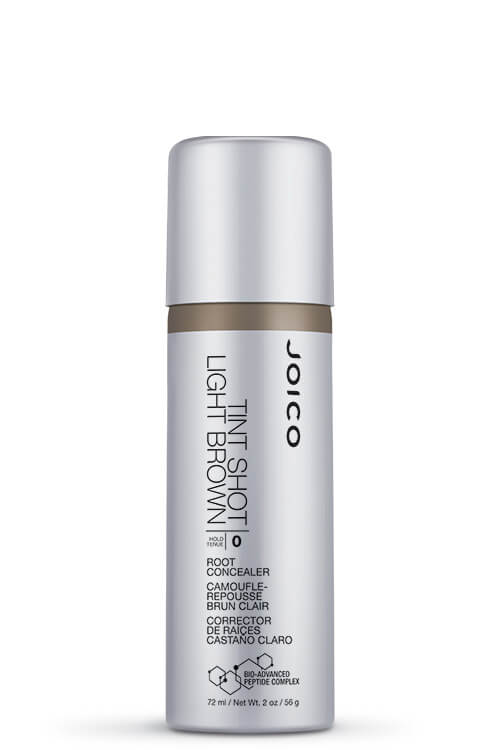 JOICO
TINT SHOT
LIGHT BROWN
HOLD
TENUE
0
ROOT
CONCEALER
CAMOUFLE-
REPOUSSE
BRUN CLAIR
CORRECTOR
DE RAÍCES
CASTAÑO CLARO
BIO-ADVANCED
PEPTIDE COMPLEX
72 ml / Net Wt. 2 oz / 56 g